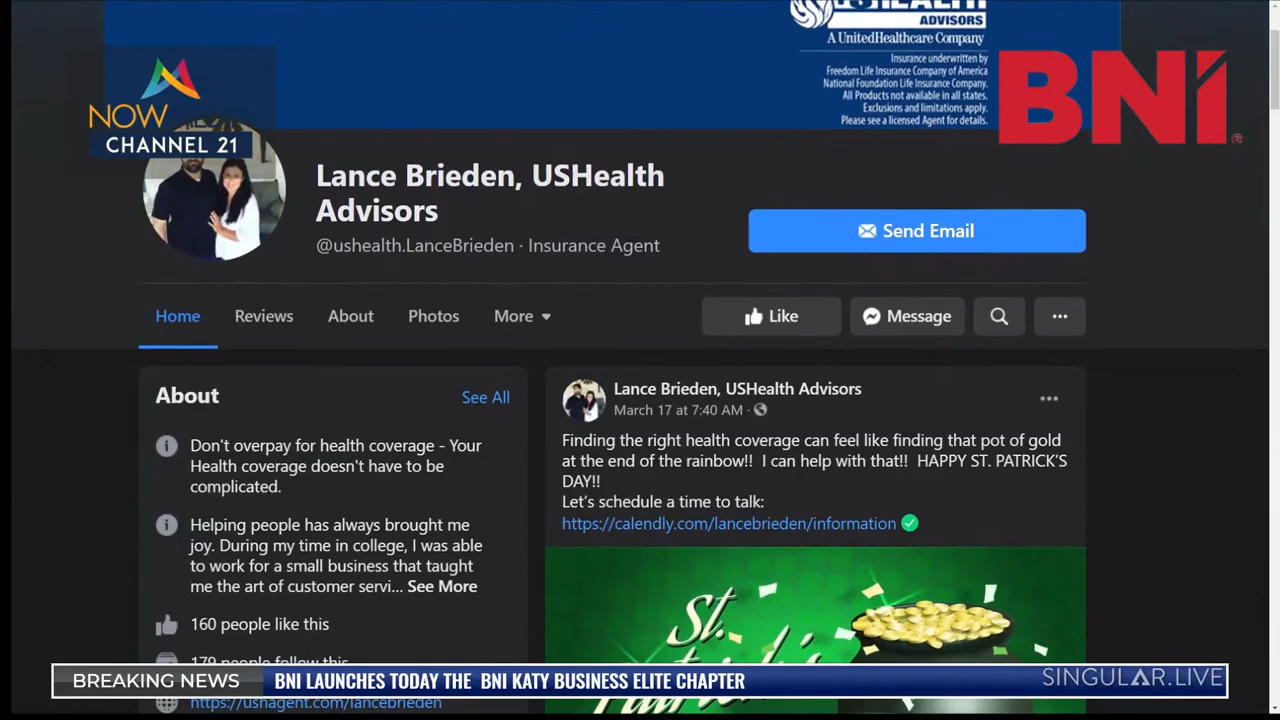 USHEALTH
ADVISORS
A UnitedHealthcare Company
Insurance underwritten by
Freedom Life Insurance Company of America
National Foundation Life Insurance Company.
All Products not available in all states.
Exclusions and limitations apply.
Please see a licensed Agent for details.
BNI
®
NOW
CHANNEL 21
Lance Brieden, USHealth
Advisors
@ushealth.LanceBrieden · Insurance Agent
Send Email
Home
Reviews
About
Photos
More
Like
Message
...
About
See All
Don't overpay for health coverage - Your
Health coverage doesn't have to be
complicated.
Helping people has always brought me
joy. During my time in college, I was able
to work for a small business that taught
me the art of customer servi... See More
160 people like this
179 people follow this
https://ushagent.com/lancebrieden
Lance Brieden, USHealth Advisors
March 17 at 7:40 AM ·
...
Finding the right health coverage can feel like finding that pot of gold
at the end of the rainbow!! I can help with that!! HAPPY ST. PATRICK'S
DAY!!
Let's schedule a time to talk:
https://calendly.com/lancebrieden/information
St.
Patrick's
BREAKING NEWS
BNI LAUNCHES TODAY THE BNI KATY BUSINESS ELITE CHAPTER
SINGULAR.LIVE